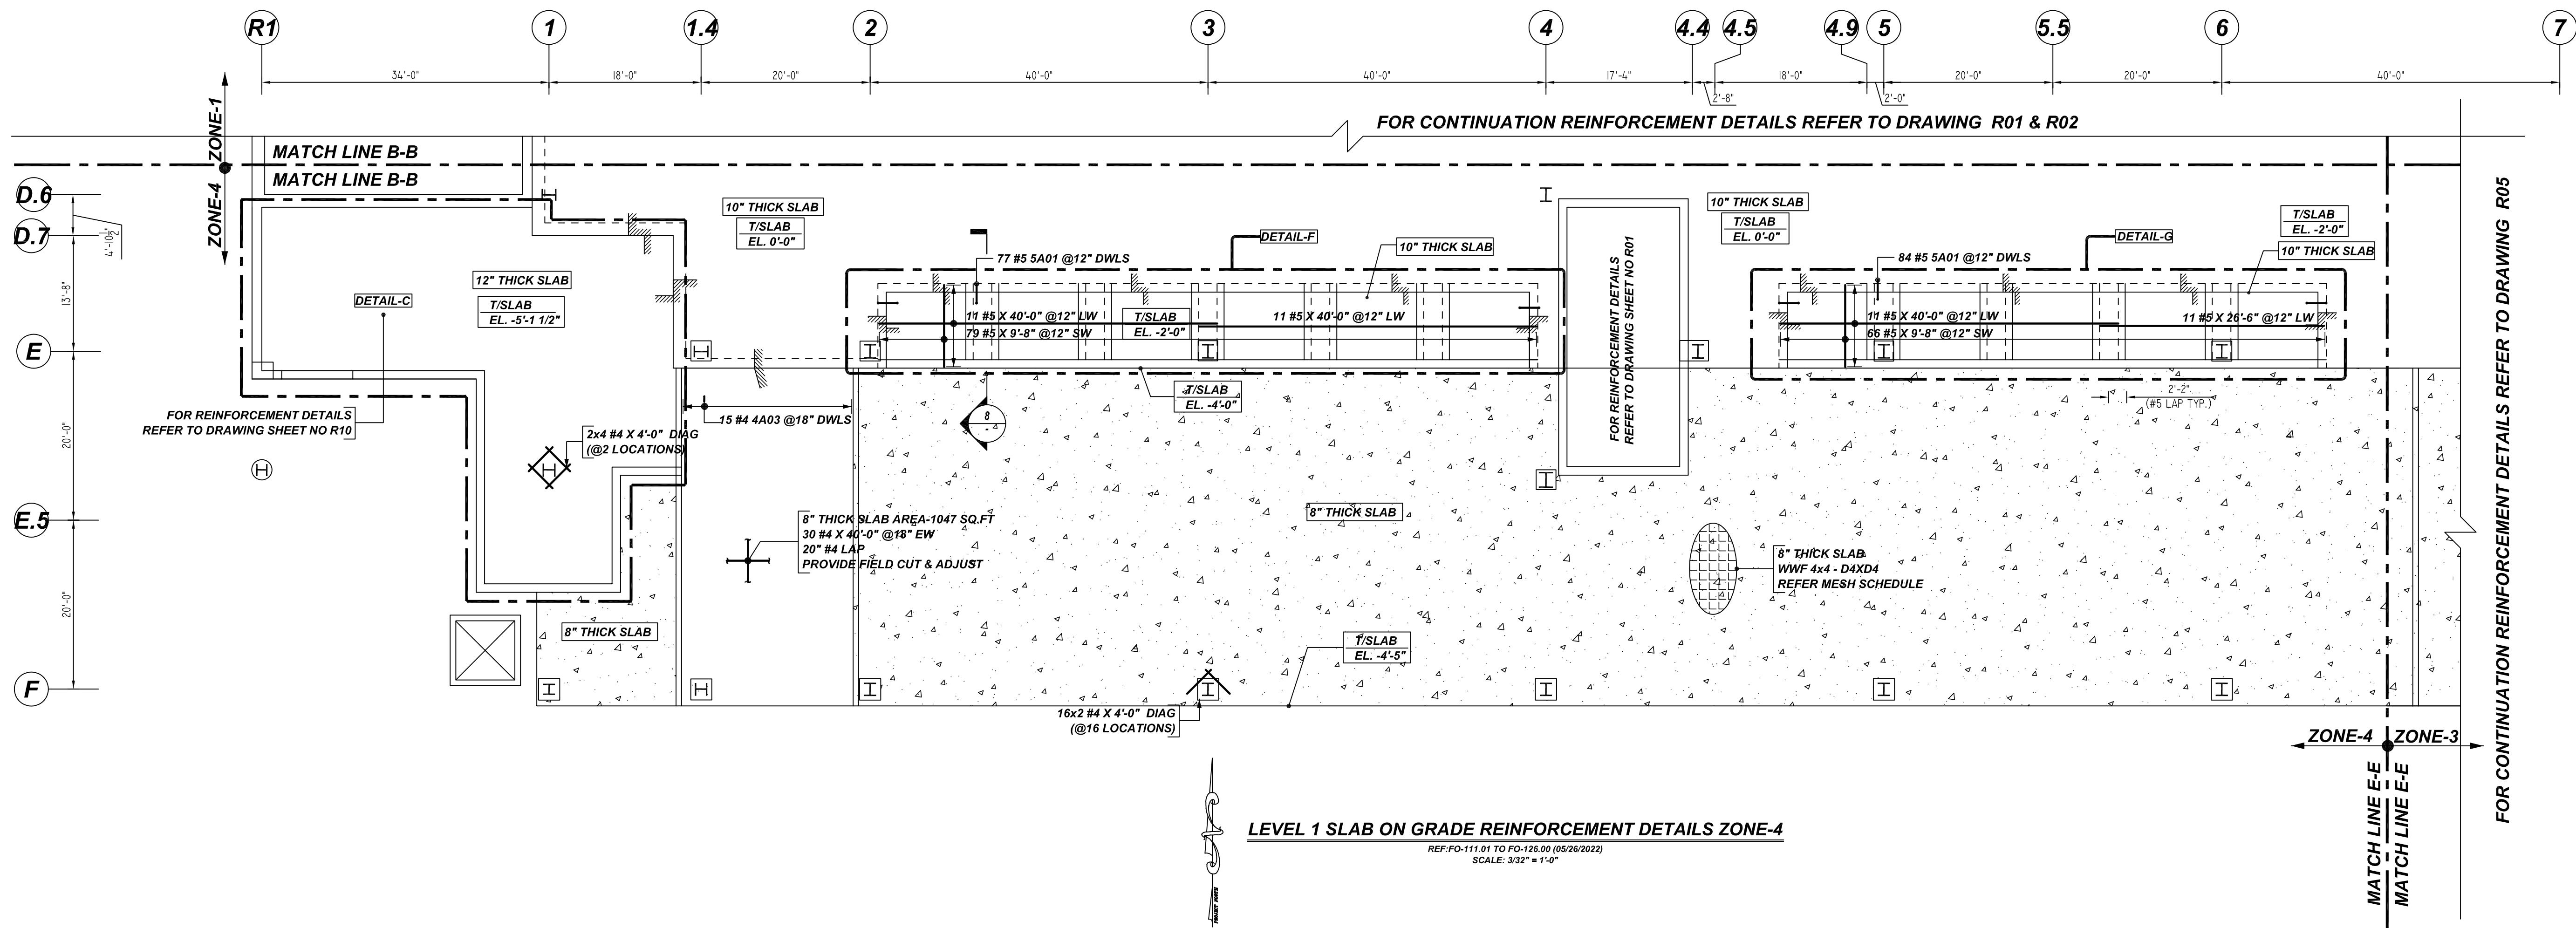 R1 1 1.4 2 3 4 4.4 4.5 4.9 5 5.5 6 7
34'-0" 18'-0" 20'-0" 40'-0" 40'-0" 17'-4" 18'-0" 20'-0" 20'-0" 40'-0"
2'-8" 2'-0"
ZONE-1
ZONE-4
FOR CONTINUATION REINFORCEMENT DETAILS REFER TO DRAWING R01 & R02
MATCH LINE B-B
MATCH LINE B-B
D.6
D.7
E
E.5
F
4'-10½"
13'-8"
20'-0"
20'-0"
12" THICK SLAB
T/SLAB
EL. -5'-1 1/2"
DETAIL-C
FOR REINFORCEMENT DETAILS
REFER TO DRAWING SHEET NO R10
2x4 #4 X 4'-0" DIAG
(@2 LOCATIONS)
8" THICK SLAB
10" THICK SLAB
T/SLAB
EL. 0'-0"
15 #4 4A03 @18" DWLS
8" THICK SLAB AREA-1047 SQ.FT
30 #4 X 40'-0" @18" EW
20" #4 LAP
PROVIDE FIELD CUT & ADJUST
77 #5 5A01 @12" DWLS
DETAIL-F
10" THICK SLAB
11 #5 X 40'-0" @12" LW
79 #5 X 9'-8" @12" SW
T/SLAB
EL. -2'-0"
11 #5 X 40'-0" @12" LW
T/SLAB
EL. -4'-0"
8
-
8" THICK SLAB
T/SLAB
EL. -4'-5"
16x2 #4 X 4'-0" DIAG
(@16 LOCATIONS)
FOR REINFORCEMENT DETAILS
REFER TO DRAWING SHEET NO R01
10" THICK SLAB
T/SLAB
EL. 0'-0"
84 #5 5A01 @12" DWLS
DETAIL-G
T/SLAB
EL. -2'-0"
10" THICK SLAB
11 #5 X 40'-0" @12" LW
66 #5 X 9'-8" @12" SW
11 #5 X 26'-6" @12" LW
2'-2"
(#5 LAP TYP.)
8" THICK SLAB
WWF 4x4 - D4XD4
REFER MESH SCHEDULE
ZONE-4
ZONE-3
MATCH LINE E-E
MATCH LINE E-E
FOR CONTINUATION REINFORCEMENT DETAILS REFER TO DRAWING R05
PROJECT NORTH
LEVEL 1 SLAB ON GRADE REINFORCEMENT DETAILS ZONE-4
REF:FO-111.01 TO FO-126.00 (05/26/2022)
SCALE: 3/32" = 1'-0"